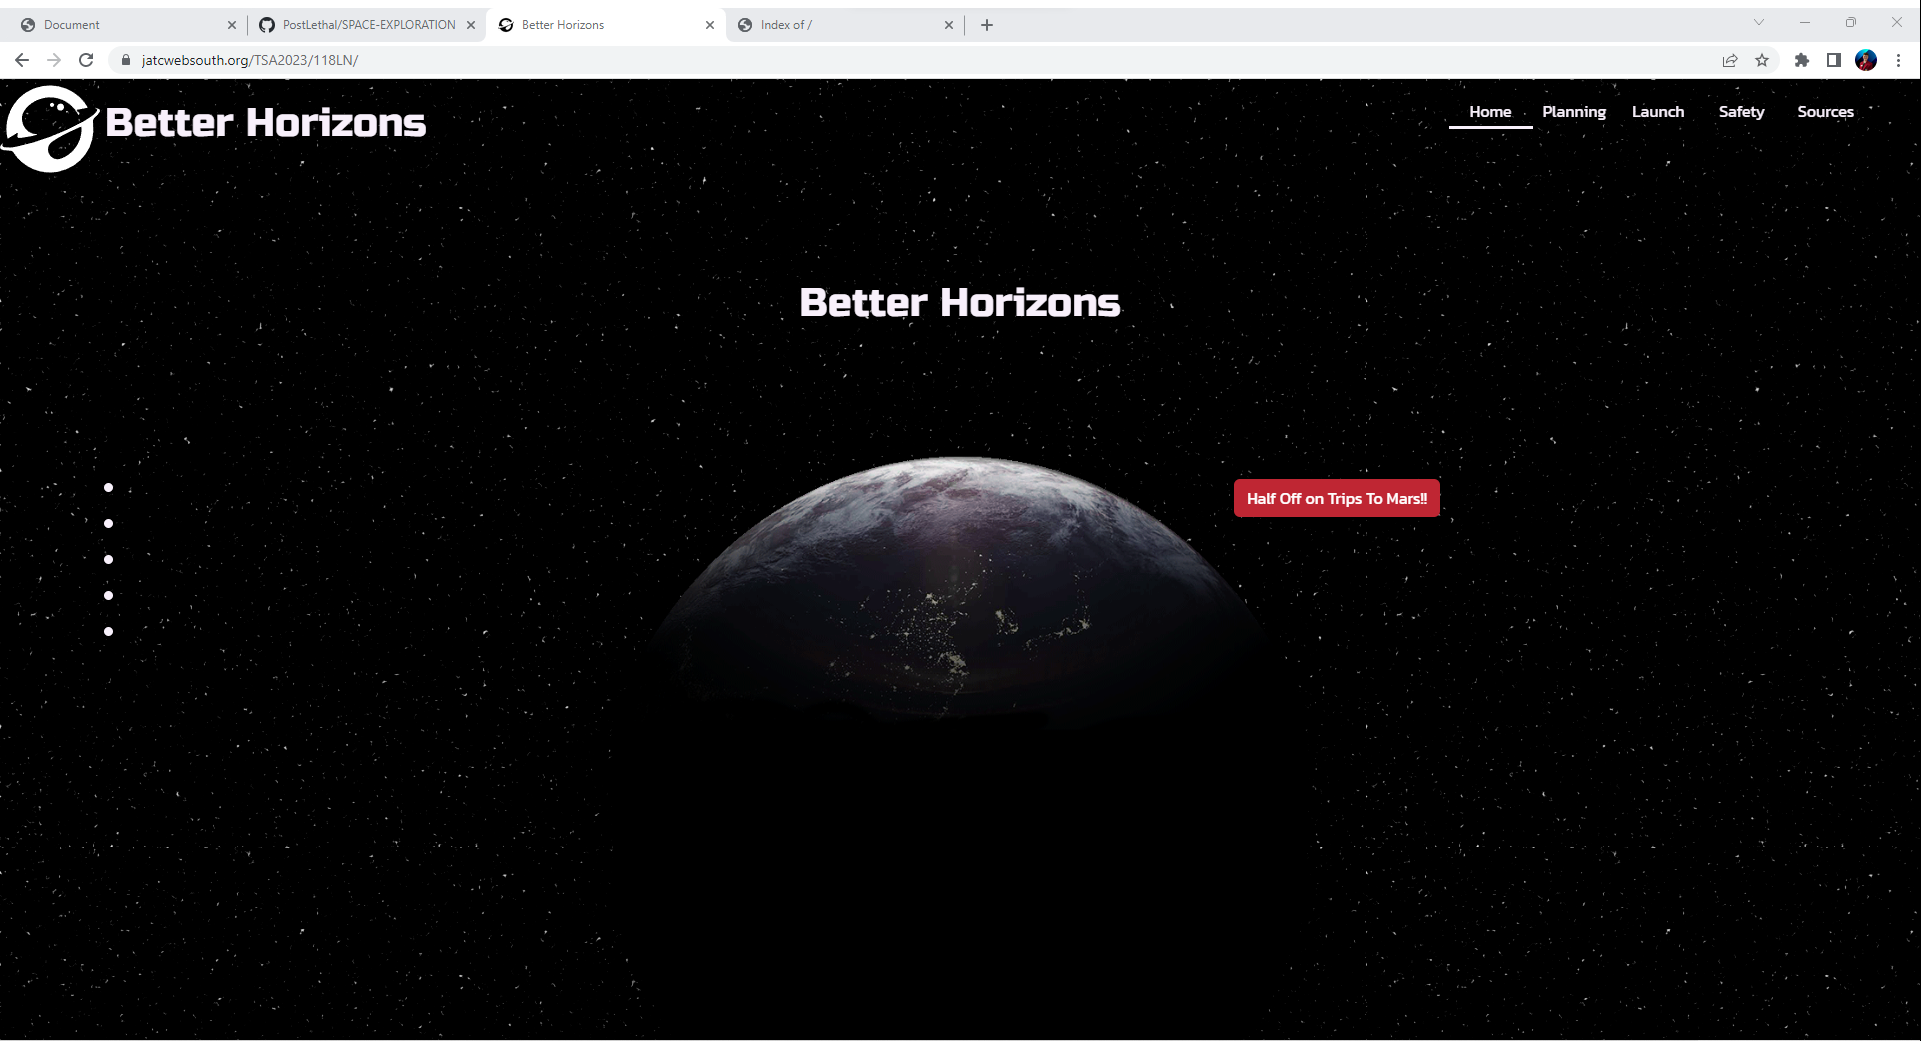 Document
PostLethal/SPACE-EXPLORATION
Better Horizons
Index of /
jatcwebsouth.org/TSA2023/118LN/
Better Horizons
Home Planning Launch Safety Sources
Better Horizons
Half Off on Trips To Mars!!